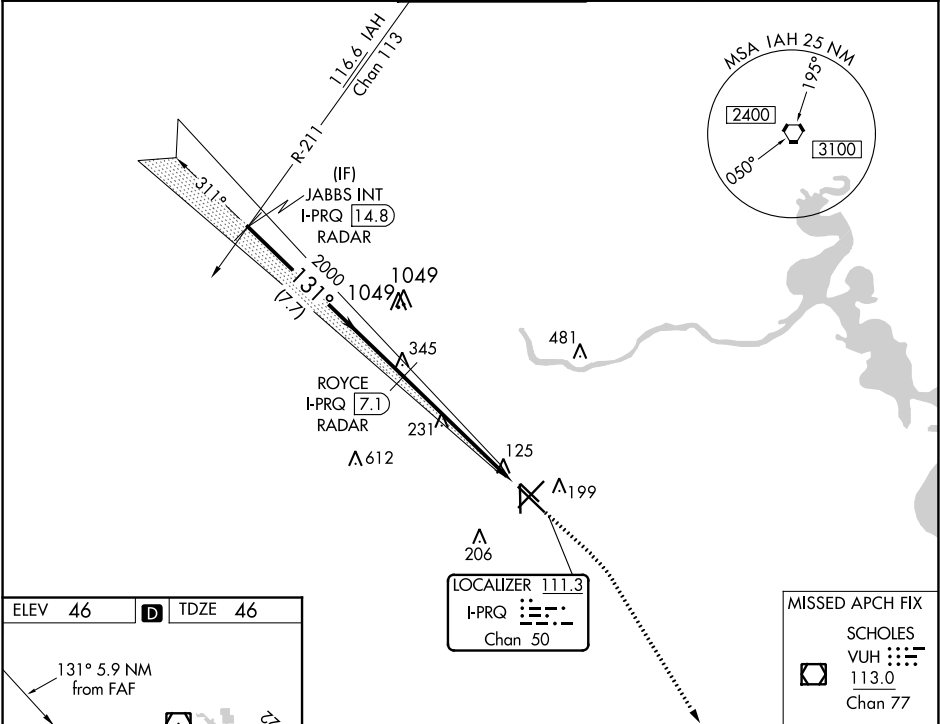 116.6 IAH
Chan 113
R-211
MSA IAH 25 NM
195°
2400
3100
050°
311°
(IF)
JABBS INT
I-PRQ 14.8
RADAR
2000
131°
(7.7)
1049
1049
345
481
ROYCE
I-PRQ 7.1
RADAR
231
125
612
199
206
LOCALIZER 111.3
I-PRQ
Chan 50
ELEV 46 D TDZE 46
131° 5.9 NM
from FAF
22
MISSED APCH FIX
SCHOLES
VUH
113.0
Chan 77